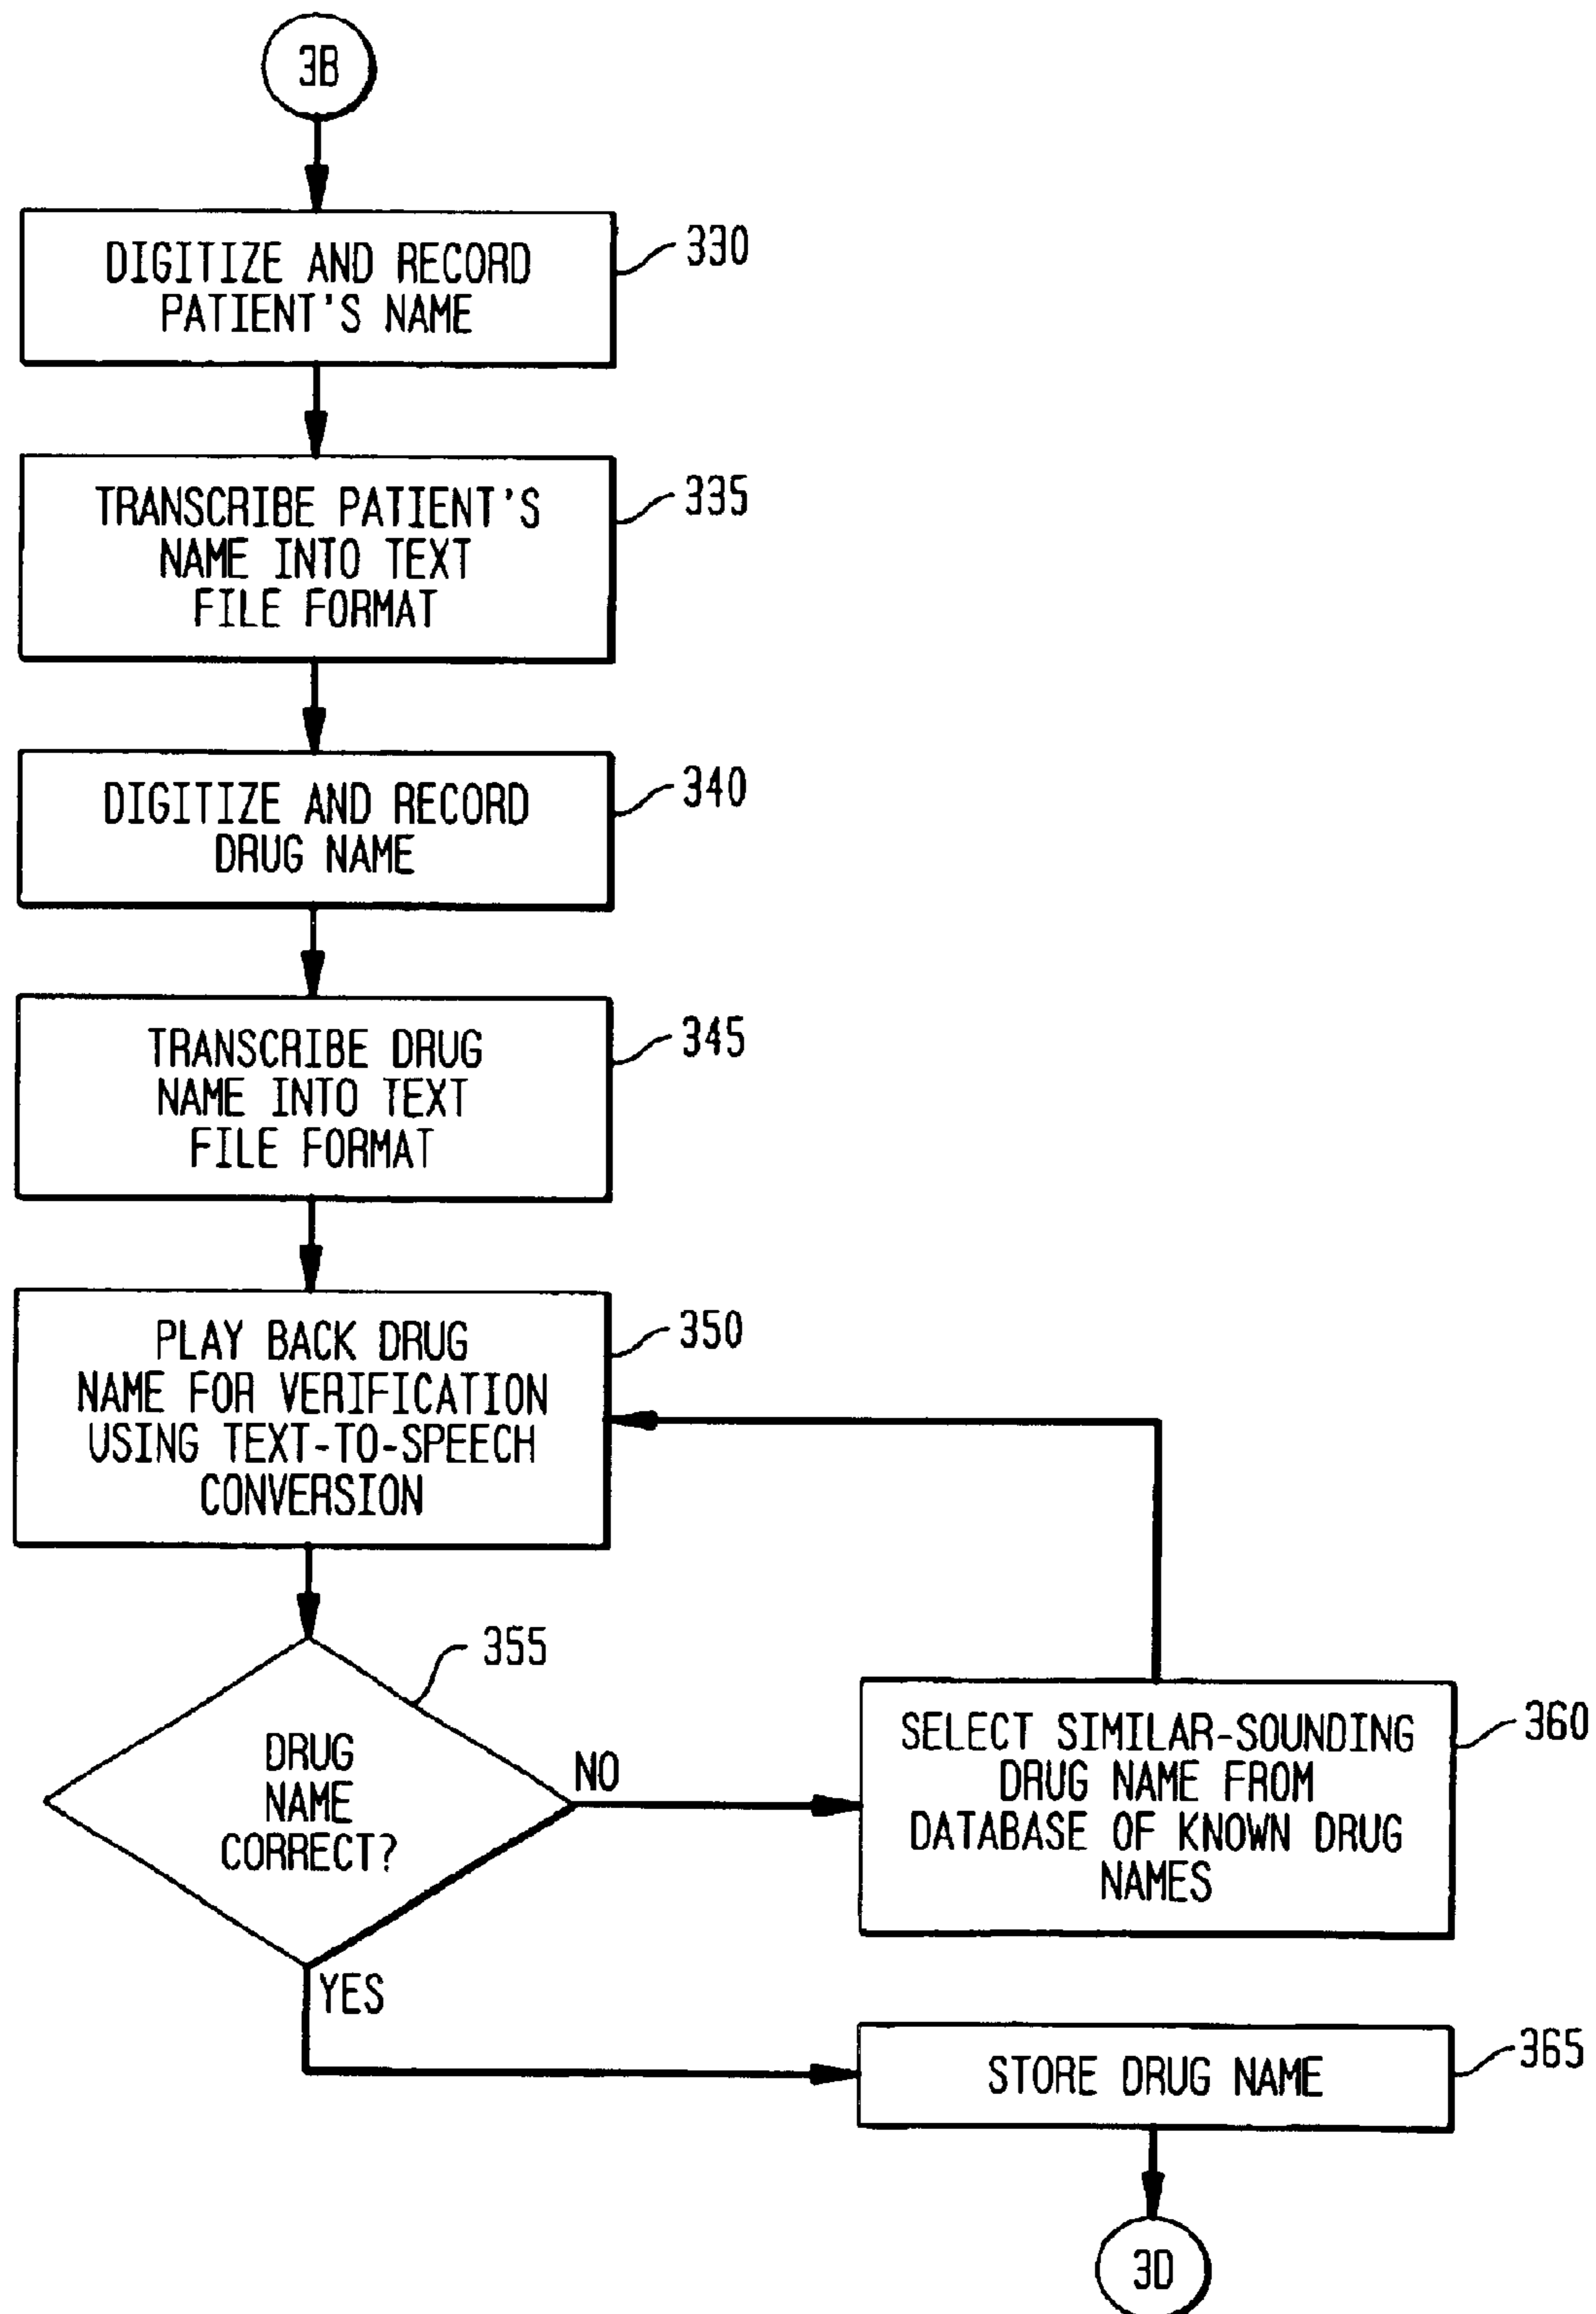 3B
DIGITIZE AND RECORD
PATIENT'S NAME
330
TRANSCRIBE PATIENT'S
NAME INTO TEXT
FILE FORMAT
335
DIGITIZE AND RECORD
DRUG NAME
340
TRANSCRIBE DRUG
NAME INTO TEXT
FILE FORMAT
345
PLAY BACK DRUG
NAME FOR VERIFICATION
USING TEXT-TO-SPEECH
CONVERSION
350
355
DRUG
NAME
CORRECT?
NO
SELECT SIMILAR-SOUNDING
DRUG NAME FROM
DATABASE OF KNOWN DRUG
NAMES
360
YES
STORE DRUG NAME
365
3D